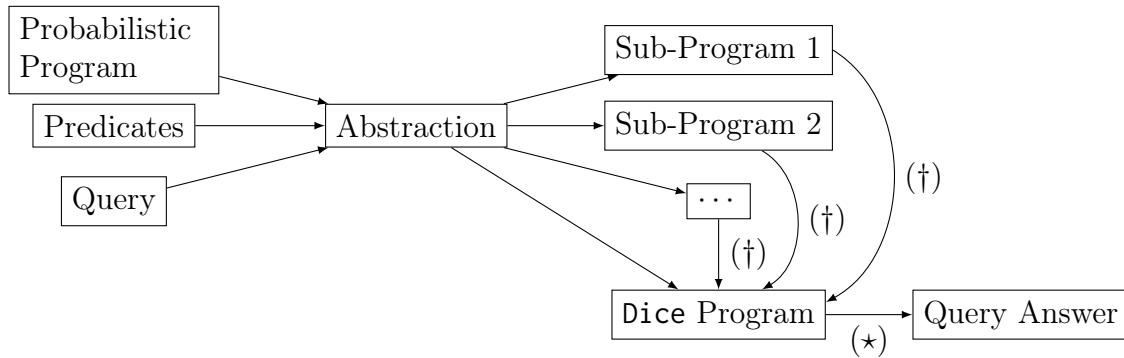 Probabilistic
Program
Sub-Program 1
Predicates
Abstraction
Sub-Program 2
(†)
Query
···
(†)
(†)
Dice Program
Query Answer
(⋆)